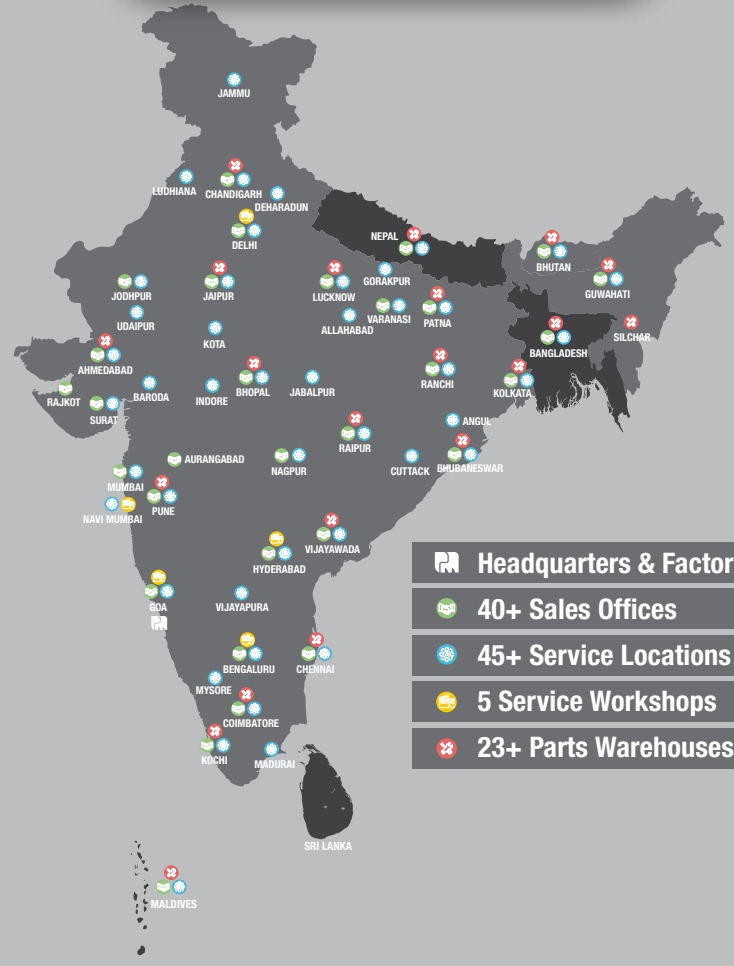 JAMMU
LUDHIANA
CHANDIGARH
DEHARADUN
DELHI
NEPAL
BHUTAN
GUWAHATI
JODHPUR
JAIPUR
LUCKNOW
GORAKPUR
UDAIPUR
KOTA
ALLAHABAD
VARANASI
PATNA
SILCHAR
BANGLADESH
AHMEDABAD
RANCHI
KOLKATA
RAJKOT
BARODA
INDORE
BHOPAL
JABALPUR
SURAT
ANGUL
RAIPUR
AURANGABAD
NAGPUR
CUTTACK
BHUBANESWAR
MUMBAI
PUNE
NAVI MUMBAI
HYDERABAD
VIJAYAWADA
GOA
VIJAYAPURA
BENGALURU
CHENNAI
MYSORE
COIMBATORE
KOCHI
MADURAI
SRI LANKA
MALDIVES
Headquarters & Factor
40+ Sales Offices
45+ Service Locations
5 Service Workshops
23+ Parts Warehouses